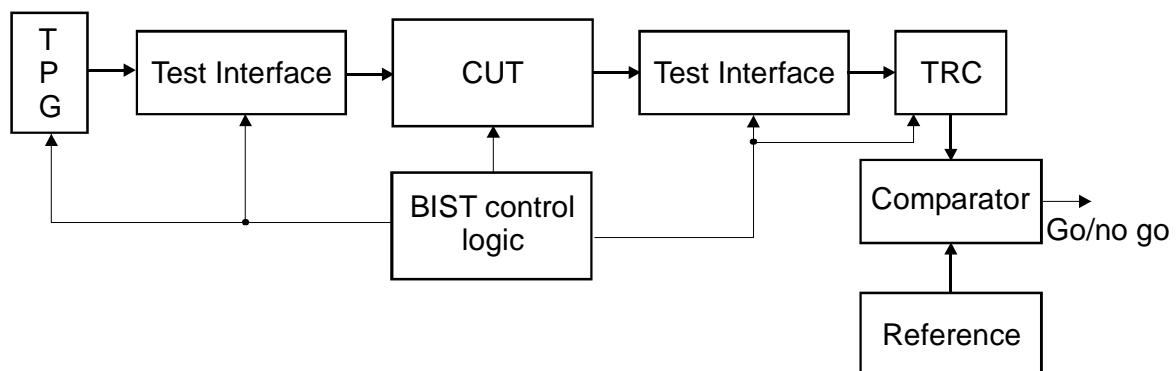 T
P
G
Test Interface
CUT
Test Interface
TRC
BIST control
logic
Comparator
Go/no go
Reference